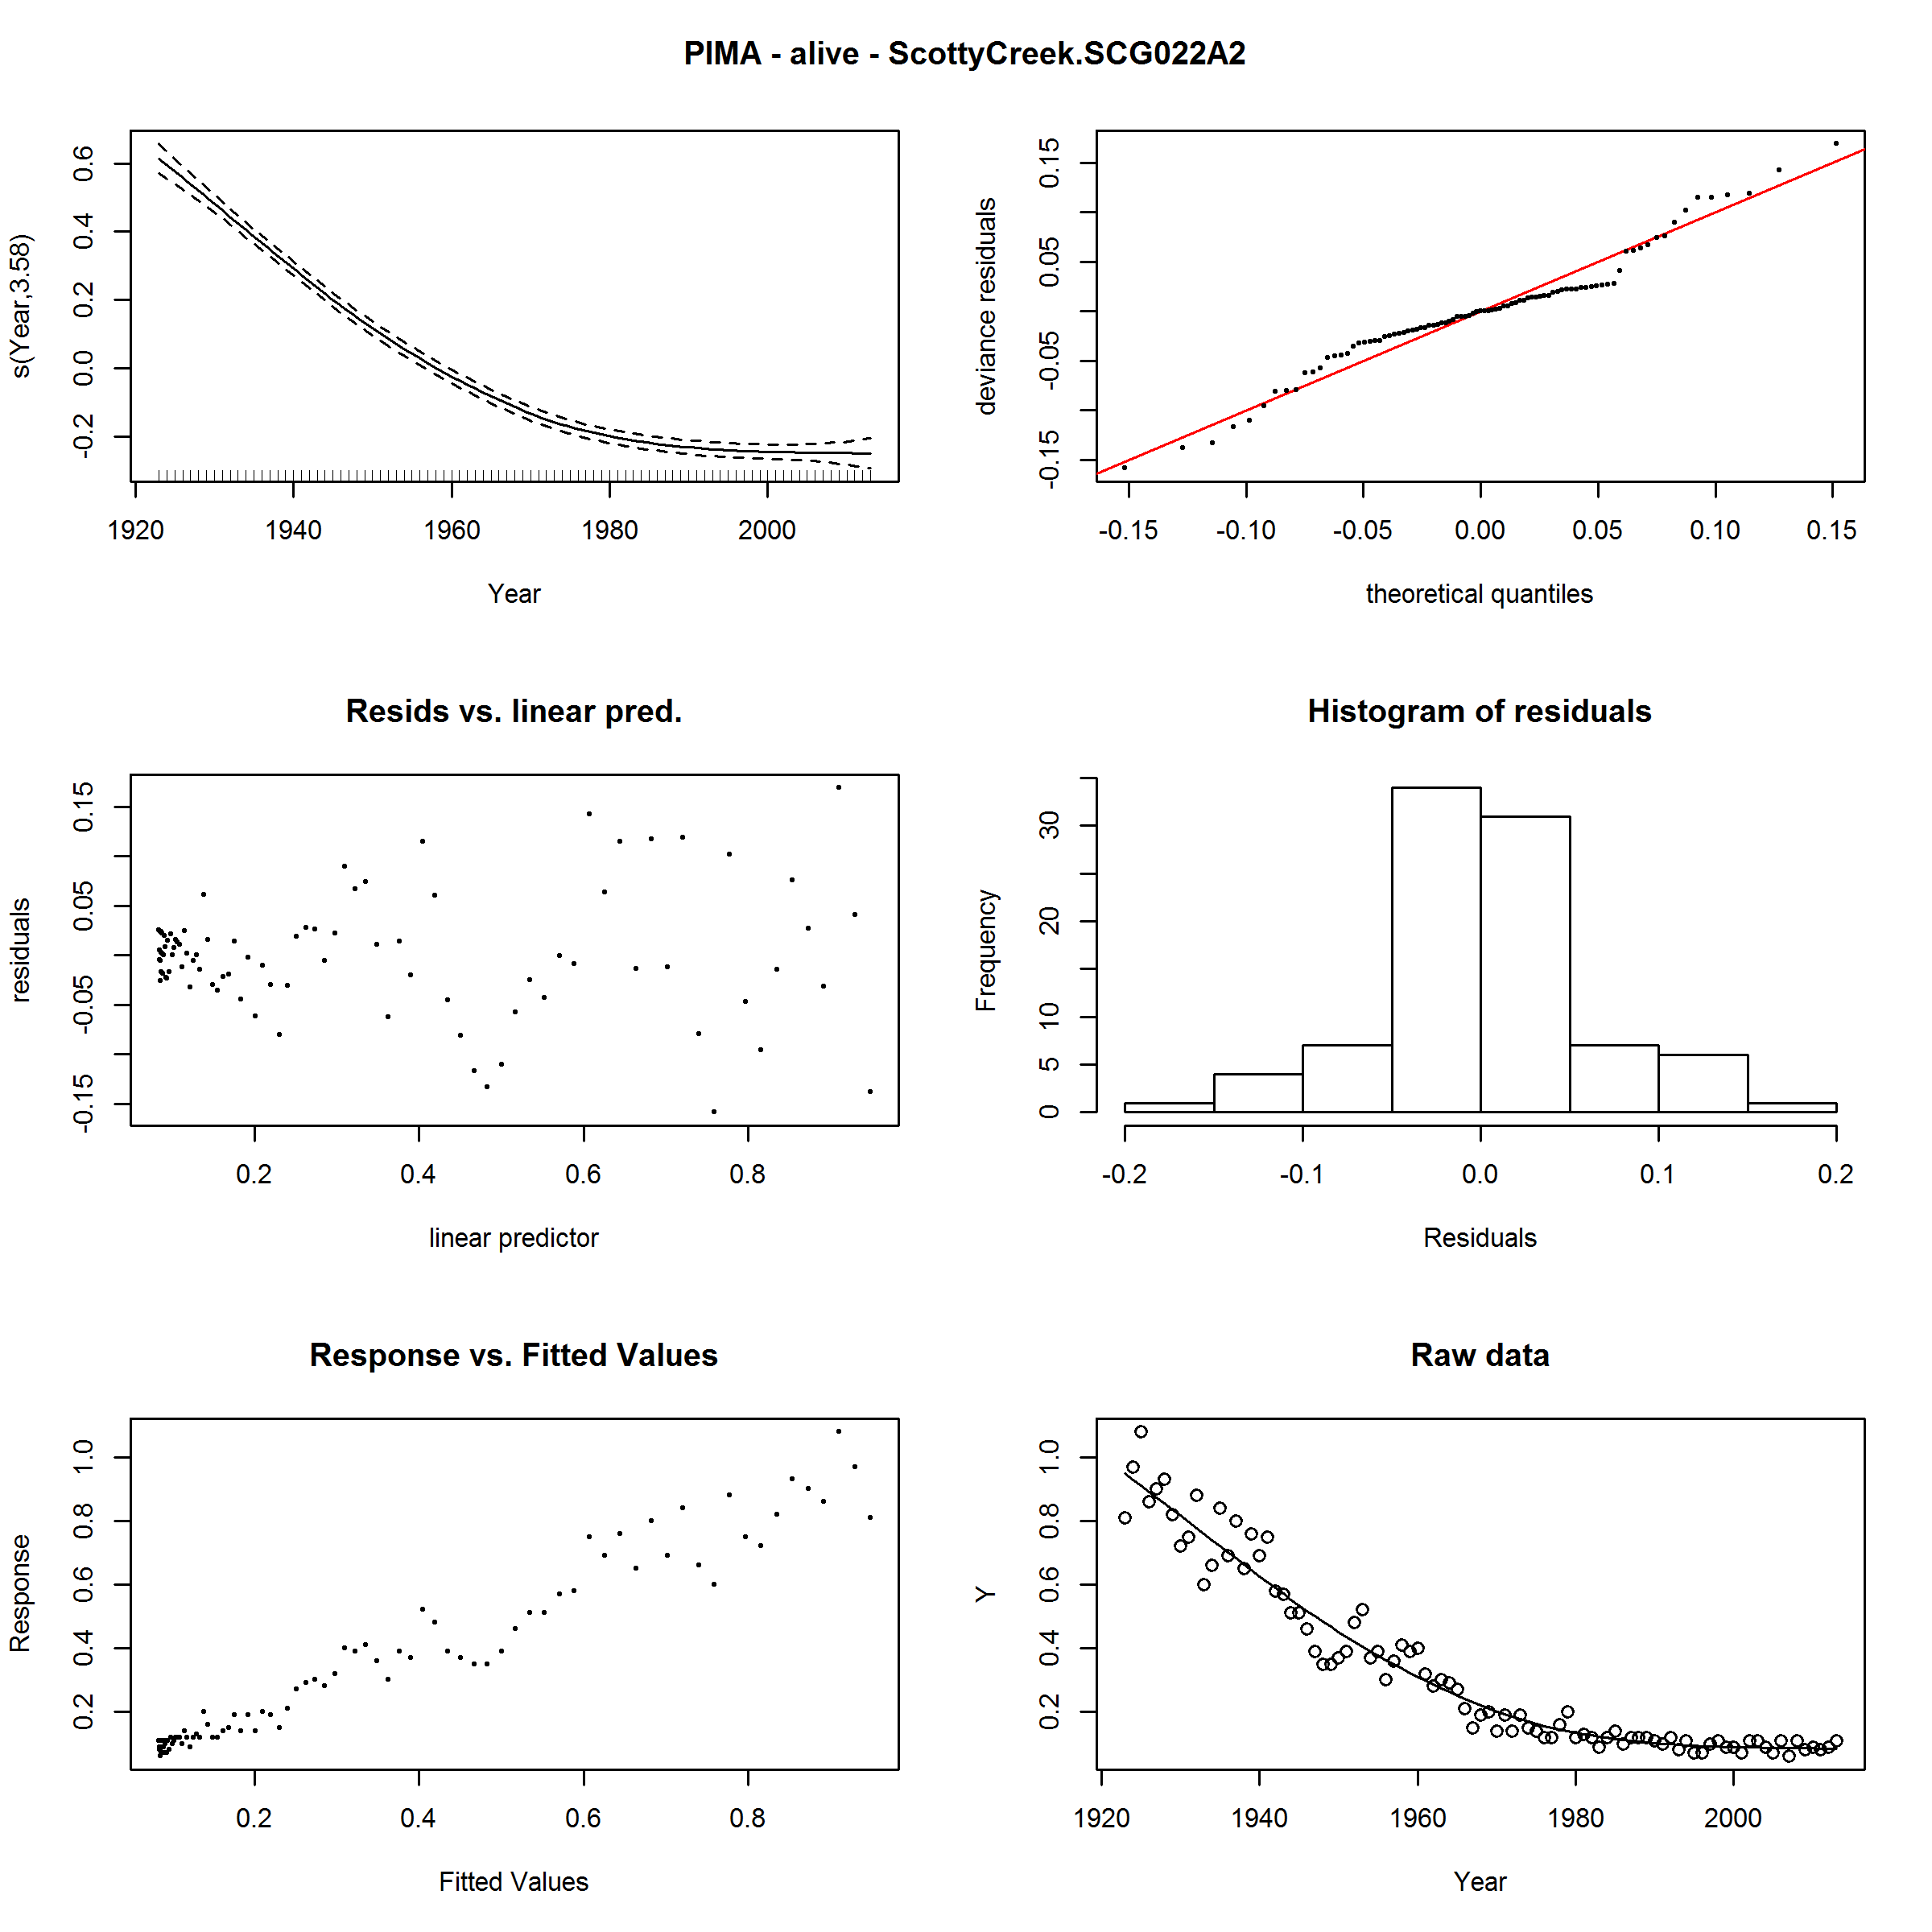 PIMA - alive - ScottyCreek.SCG022A2
s(Year,3.58)
0.6
0.4
0.2
0.0
-0.2
1920 1940 1960 1980 2000
Year
deviance residuals
0.15
0.05
-0.05
-0.15
-0.15 -0.10 -0.05 0.00 0.05 0.10 0.15
theoretical quantiles
Resids vs. linear pred.
residuals
0.15
0.05
-0.05
-0.15
0.2 0.4 0.6 0.8
linear predictor
Histogram of residuals
Frequency
30
20
10
5
0
-0.2 -0.1 0.0 0.1 0.2
Residuals
Response vs. Fitted Values
Response
1.0
0.8
0.6
0.4
0.2
0.2 0.4 0.6 0.8
Fitted Values
Raw data
Y
1.0
0.8
0.6
0.4
0.2
1920 1940 1960 1980 2000
Year